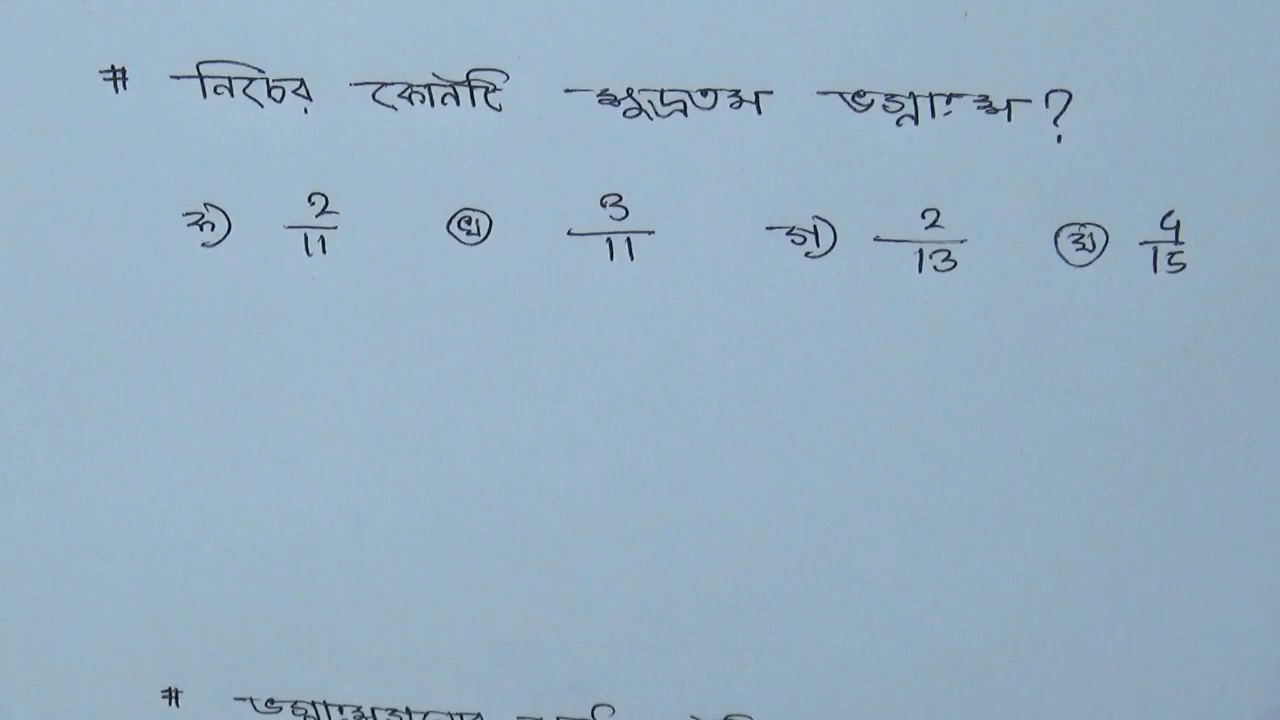 # নিচের কোনটি ক্ষুদ্রতম ভগ্নাংশ ?
ক) 2/11 খ) 3/11 গ) 2/13 ঘ) 4/15
#